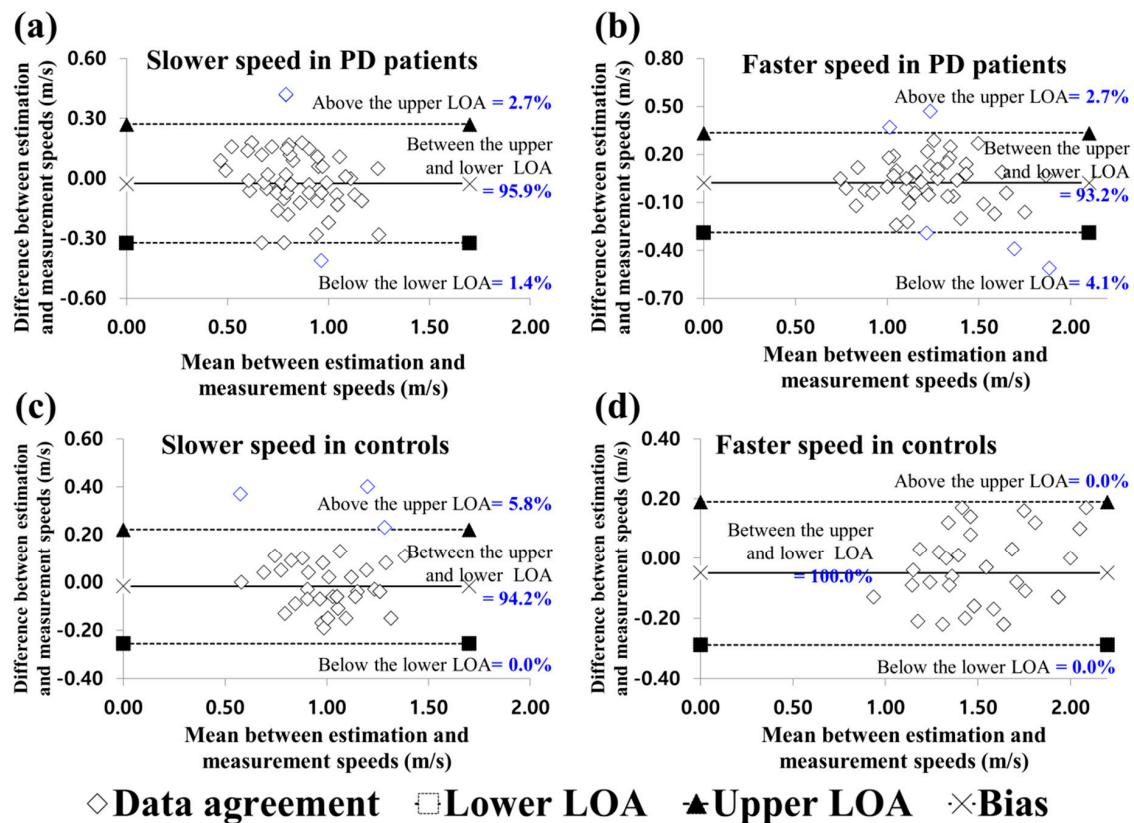 (a)
Slower speed in PD patients
Difference between estimation
and measurement speeds (m/s)
0.60
0.30
0.00
-0.30
-0.60
Above the upper LOA = 2.7%
Between the upper
and lower LOA
= 95.9%
Below the lower LOA = 1.4%
0.00 0.50 1.00 1.50 2.00
Mean between estimation and
measurement speeds (m/s)
(b)
Faster speed in PD patients
Difference between estimation
and measurement speeds (m/s)
0.80
0.50
0.20
-0.10
-0.40
-0.70
Above the upper LOA = 2.7%
Between the upper
and lower LOA
= 93.2%
Below the lower LOA = 4.1%
0.00 0.50 1.00 1.50 2.00
Mean between estimation and
measurement speeds (m/s)
(c)
Slower speed in controls
Difference between estimation
and measurement speeds (m/s)
0.60
0.40
0.20
0.00
-0.20
-0.40
Above the upper LOA = 5.8%
Between the upper
and lower LOA
= 94.2%
Below the lower LOA = 0.0%
0.00 0.50 1.00 1.50 2.00
Mean between estimation and
measurement speeds (m/s)
(d)
Faster speed in controls
Difference between estimation
and measurement speeds (m/s)
0.40
0.20
0.00
-0.20
-0.40
Above the upper LOA = 0.0%
Between the upper
and lower LOA
= 100.0%
Below the lower LOA = 0.0%
0.00 0.50 1.00 1.50 2.00
Mean between estimation and
measurement speeds (m/s)
Data agreement Lower LOA Upper LOA Bias